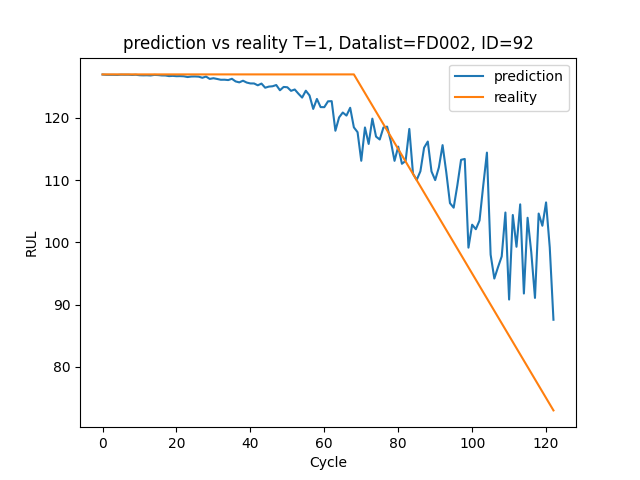 prediction vs reality T=1, Datalist=FD002, ID=92
prediction
reality
120
110
100
90
80
RUL
0 20 40 60 80 100 120
Cycle